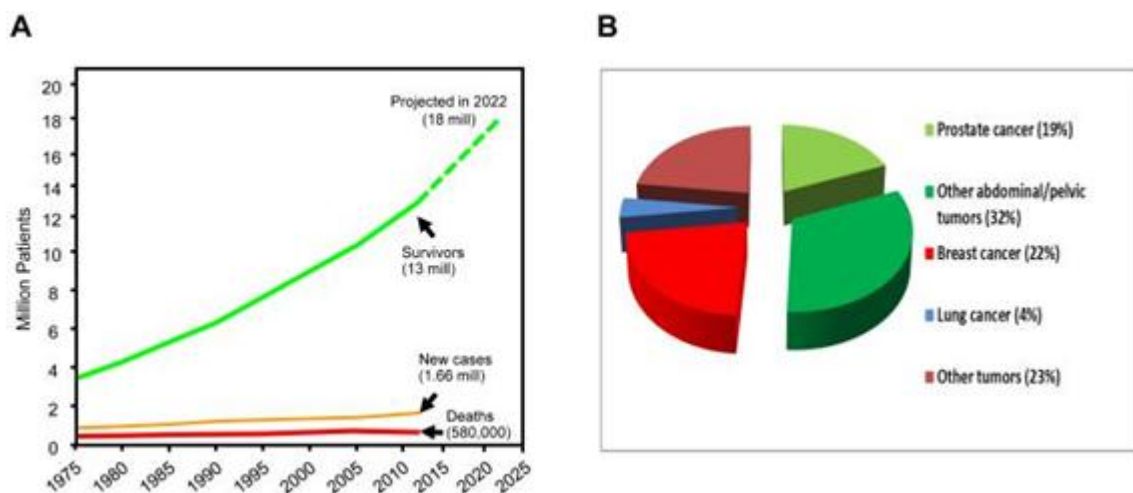 A
Million Patients
20
18
16
14
12
10
8
6
4
2
0
1975
1980
1985
1990
1995
2000
2005
2010
2015
2020
2025
Projected in 2022
(18 mill)
Survivors
(13 mill)
New cases
(1.66 mill)
Deaths
(580,000)
B
Prostate cancer (19%)
Other abdominal/pelvic
tumors (32%)
Breast cancer (22%)
Lung cancer (4%)
Other tumors (23%)